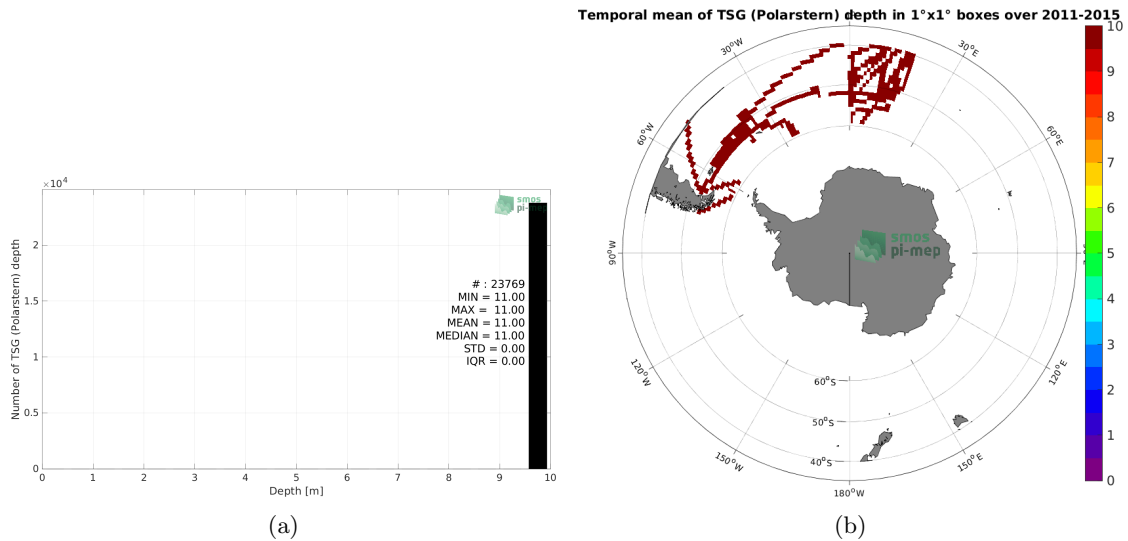 Temporal mean of TSG (Polarstern) depth in 1°x1° boxes over 2011-2015
×10⁴
2
1.5
1
0.5
0
Number of TSG (Polarstern) depth
smos
pi-mep
# : 23769
MIN = 11.00
MAX = 11.00
MEAN = 11.00
MEDIAN = 11.00
STD = 0.00
IQR = 0.00
0 1 2 3 4 5 6 7 8 9 10
Depth [m]
(a)
30°W
30°E
60°W
60°E
90°W
120°W
120°E
150°W
150°E
180°W
60°S
50°S
40°S
smos
pi-mep
10
9
8
7
6
5
4
3
2
1
0
(b)